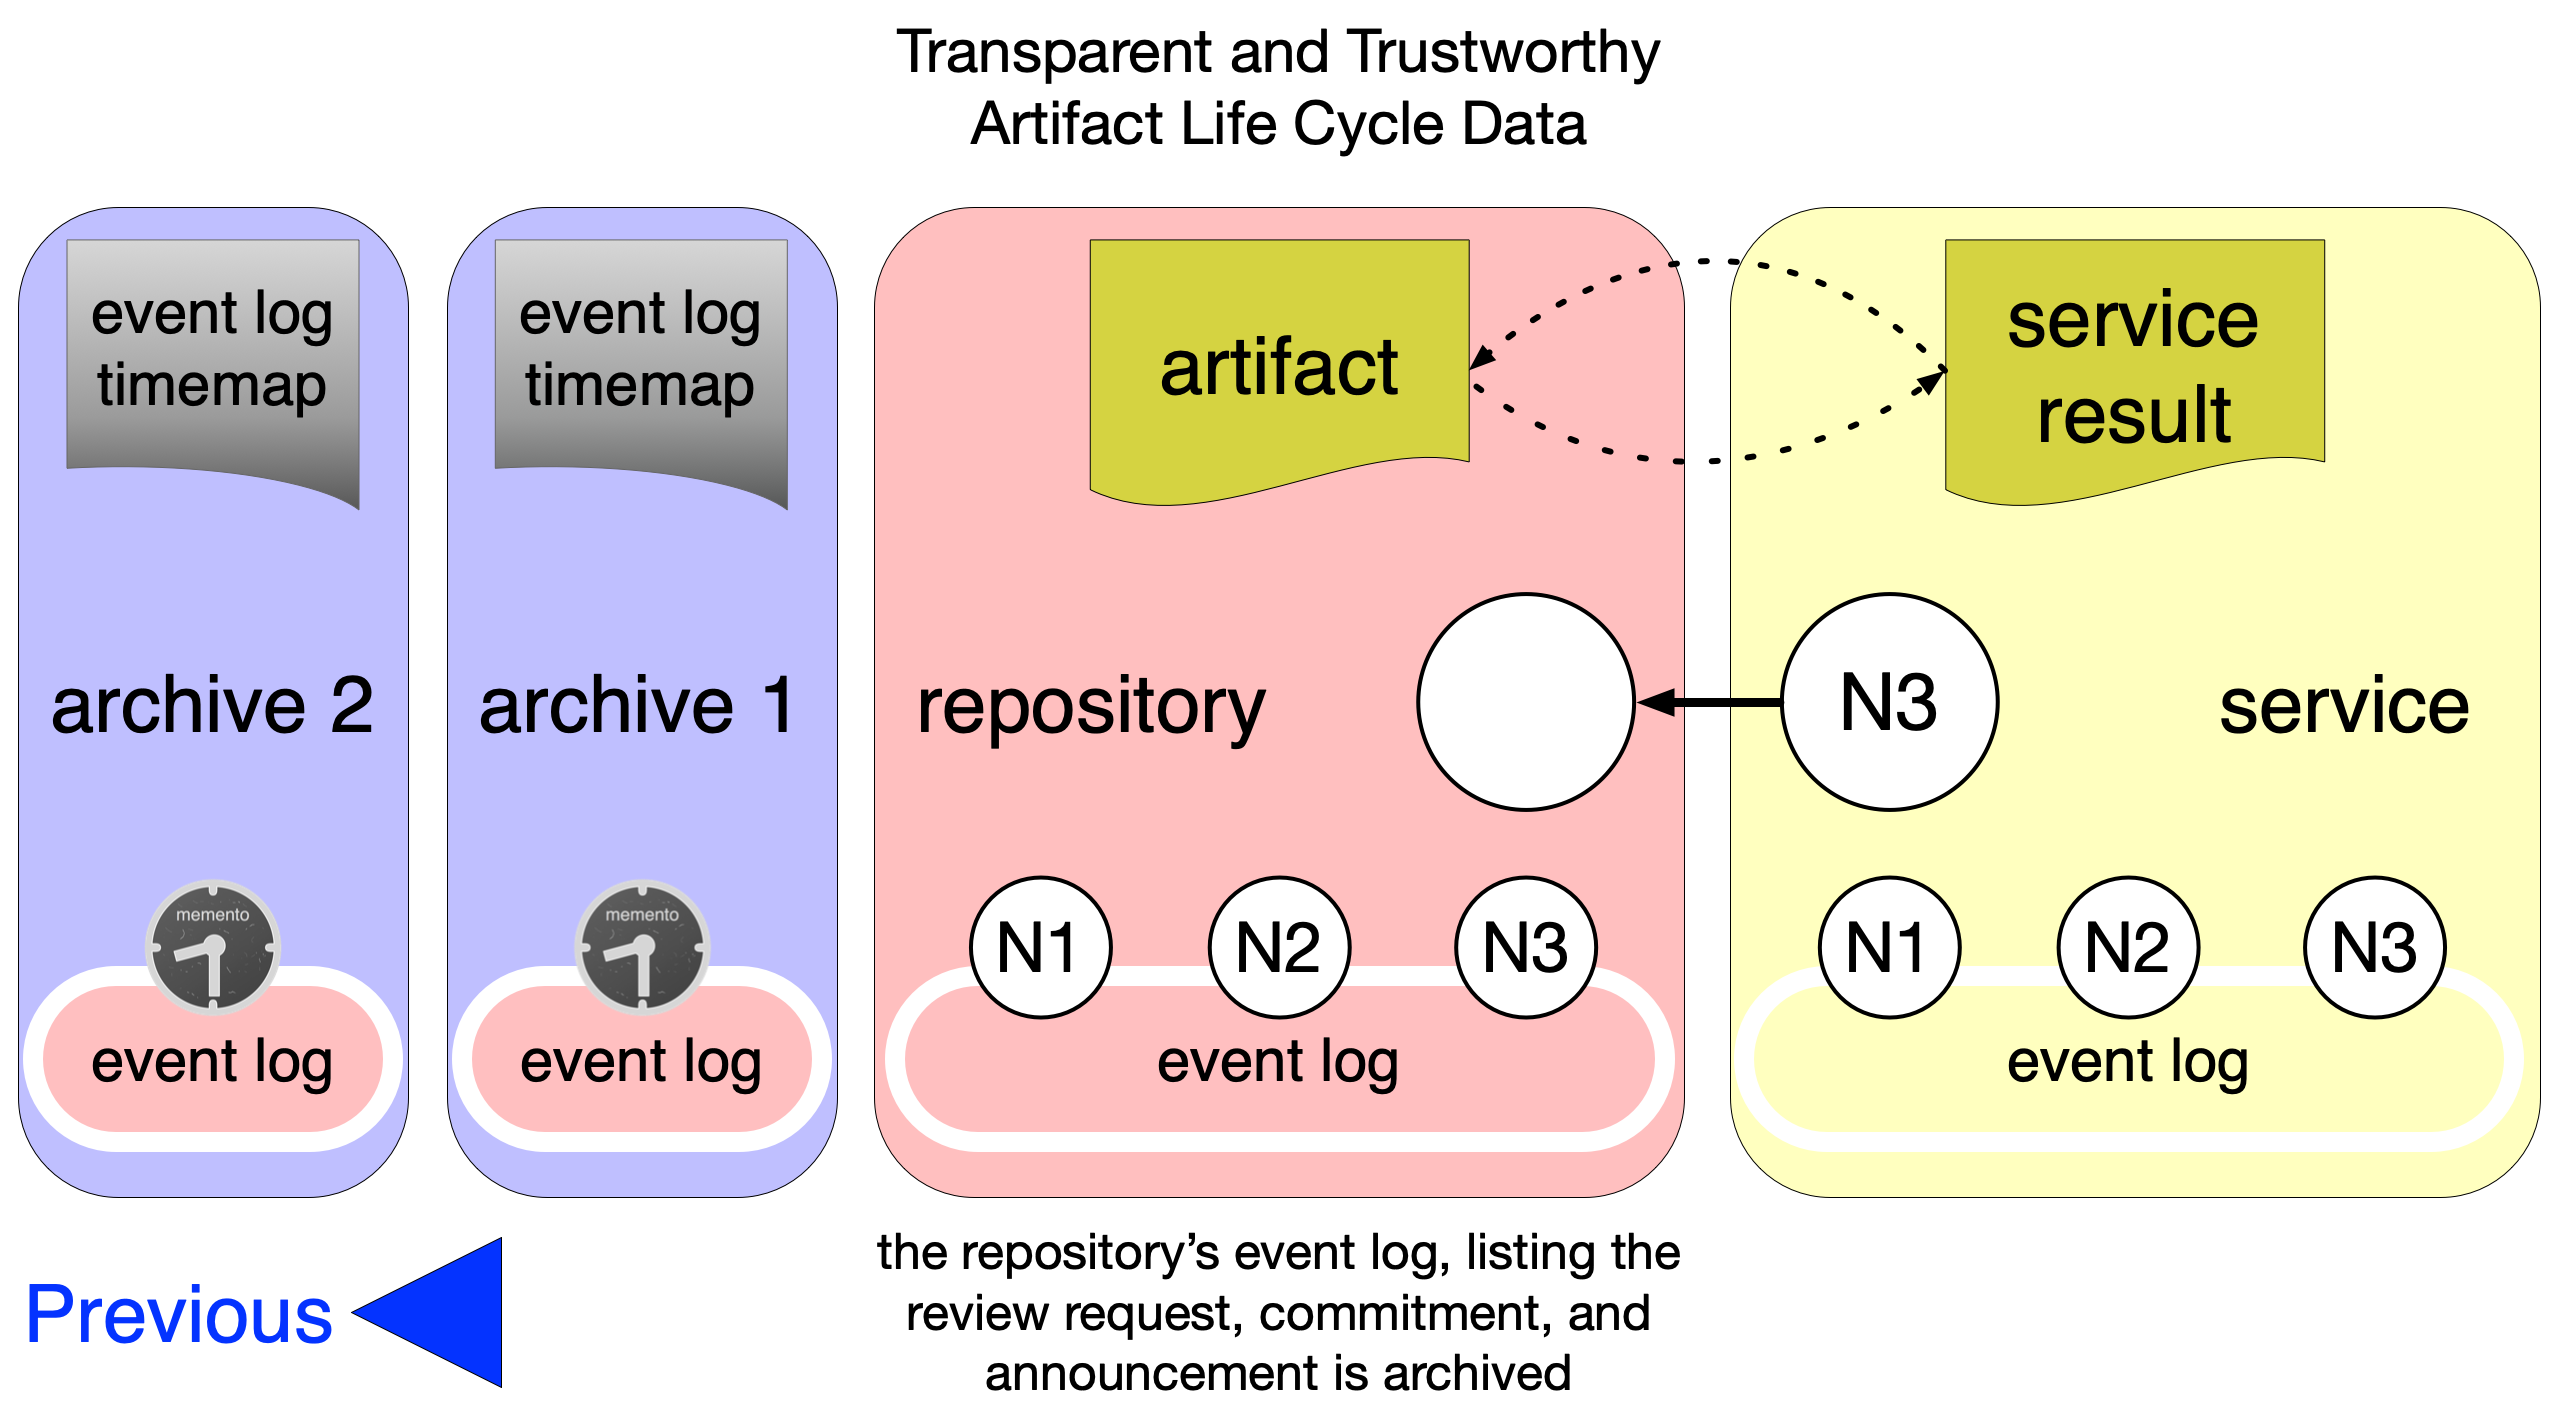 Transparent and Trustworthy
Artifact Life Cycle Data
event log
timemap
archive 2
memento
event log
event log
timemap
archive 1
memento
event log
artifact
repository
N1
N2
N3
event log
service
result
N3
service
N1
N2
N3
event log
Previous
the repository’s event log, listing the
review request, commitment, and
announcement is archived